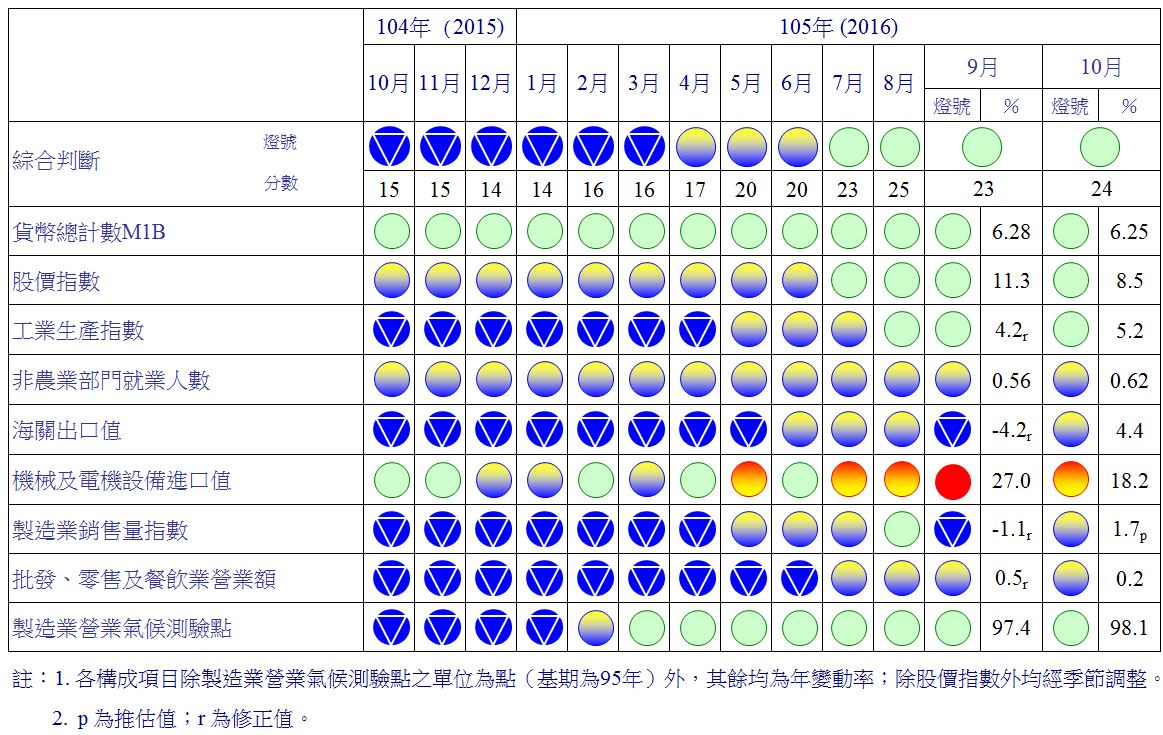 104年 (2015) 105年 (2016)
10月 11月 12月 1月 2月 3月 4月 5月 6月 7月 8月 9月 10月
燈號 % 燈號 %
綜合判斷 燈號
分數 15 15 14 14 16 16 17 20 20 23 25 23 24
貨幣總計數M1B 6.28 6.25
股價指數 11.3 8.5
工業生產指數 4.2r 5.2
非農業部門就業人數 0.56 0.62
海關出口值 -4.2r 4.4
機械及電機設備進口值 27.0 18.2
製造業銷售量指數 -1.1r 1.7p
批發、零售及餐飲業營業額 0.5r 0.2
製造業營業氣候測驗點 97.4 98.1
註：1. 各構成項目除製造業營業氣候測驗點之單位為點（基期為95年）外，其餘均為年變動率；除股價指數外均經季節調整。
2. p 為推估值；r 為修正值。